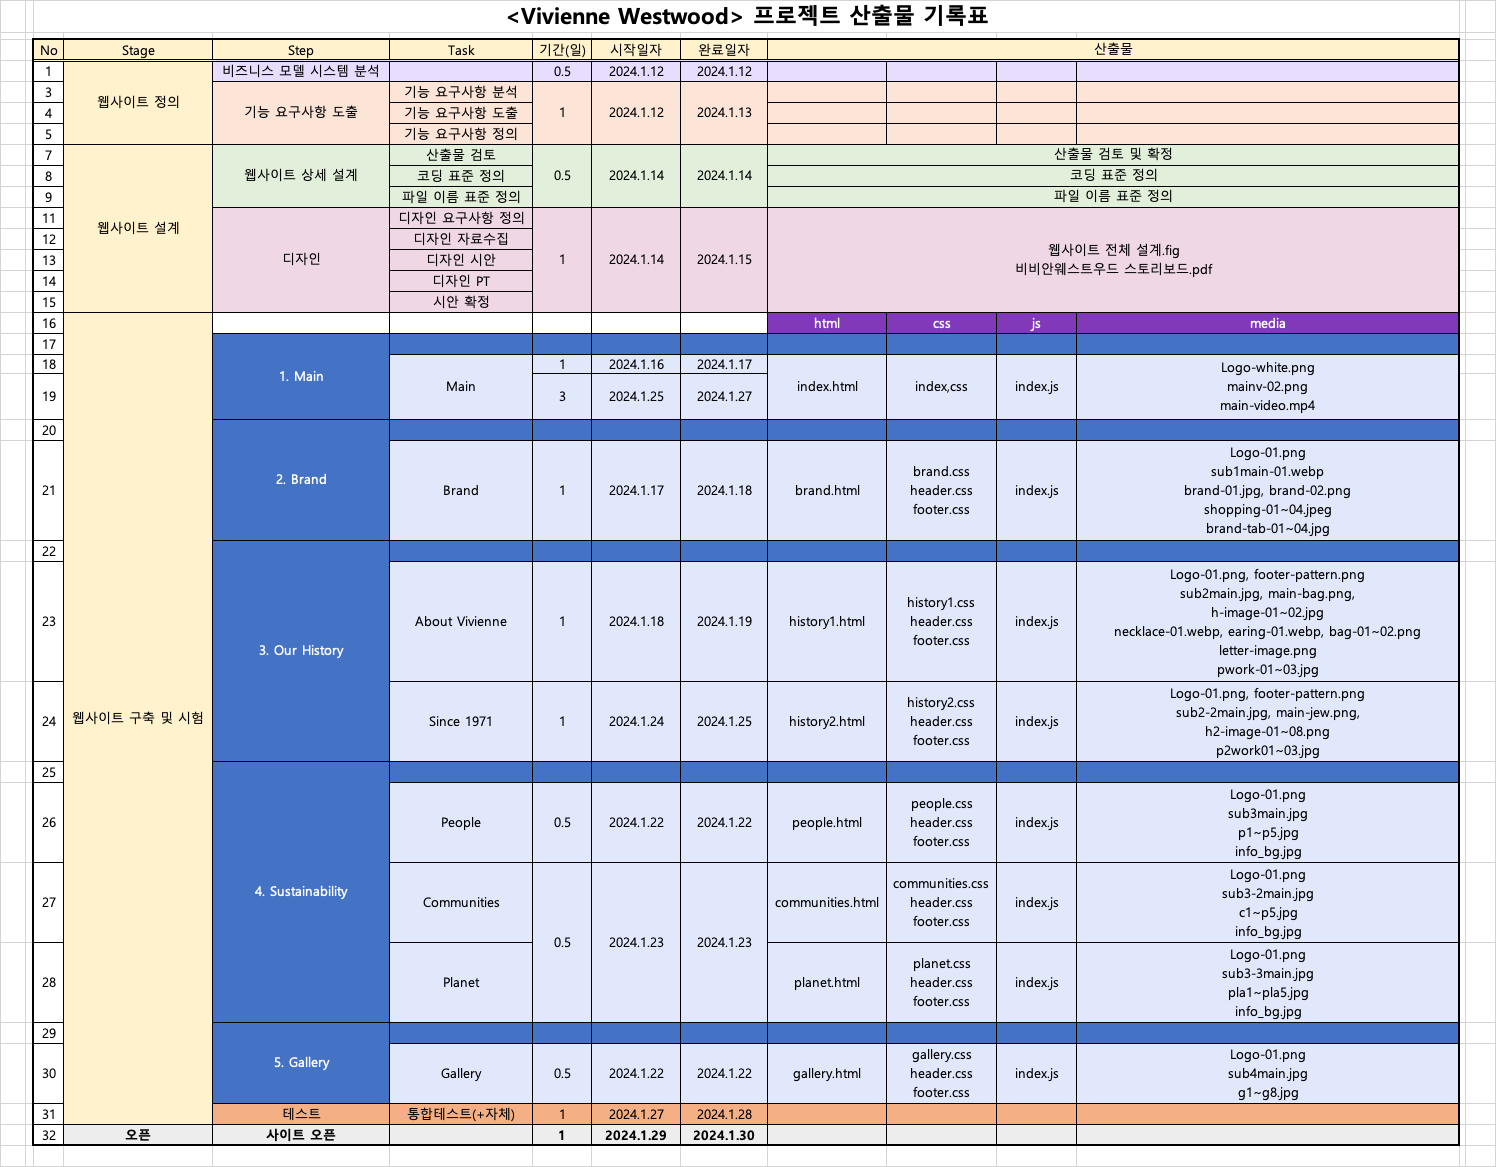 <Vivienne Westwood> 프로젝트 산출물 기록표
No Stage Step Task 기간(일) 시작일자 완료일자 산출물
1 웹사이트 정의 비즈니스 모델 시스템 분석 0.5 2024.1.12 2024.1.12
3 기능 요구사항 도출 기능 요구사항 분석 1 2024.1.12 2024.1.13
4 기능 요구사항 도출
5 기능 요구사항 정의
7 웹사이트 설계 웹사이트 상세 설계 산출물 검토 0.5 2024.1.14 2024.1.14 산출물 검토 및 확정
8 코딩 표준 정의 코딩 표준 정의
9 파일 이름 표준 정의 파일 이름 표준 정의
11 디자인 디자인 요구사항 정의 1 2024.1.14 2024.1.15
12 디자인 자료수집 웹사이트 전체 설계.fig
13 디자인 시안 비비안웨스트우드 스토리보드.pdf
14 디자인 PT
15 시안 확정
16 웹사이트 구축 및 시험 html css js media
17 1. Main
18 Main 1 2024.1.16 2024.1.17 index.html index,css index.js Logo-white.png
mainv-02.png
19 3 2024.1.25 2024.1.27 main-video.mp4
20 2. Brand
21 Brand 1 2024.1.17 2024.1.18 brand.html brand.css index.js Logo-01.png
header.css sub1main-01.webp
footer.css brand-01.jpg, brand-02.png
shopping-01~04.jpeg
brand-tab-01~04.jpg
22 3. Our History
23 About Vivienne 1 2024.1.18 2024.1.19 history1.html history1.css index.js Logo-01.png, footer-pattern.png
header.css sub2main.jpg, main-bag.png,
footer.css h-image-01~02.jpg
necklace-01.webp, earing-01.webp, bag-01~02.png
letter-image.png
pwork-01~03.jpg
24 Since 1971 1 2024.1.24 2024.1.25 history2.html history2.css index.js Logo-01.png, footer-pattern.png
header.css sub2-2main.jpg, main-jew.png,
footer.css h2-image-01~08.png
p2work01~03.jpg
25 4. Sustainability
26 People 0.5 2024.1.22 2024.1.22 people.html people.css index.js Logo-01.png
header.css sub3main.jpg
footer.css p1~p5.jpg
info_bg.jpg
27 Communities 0.5 2024.1.23 2024.1.23 communities.html communities.css index.js Logo-01.png
header.css sub3-2main.jpg
footer.css c1~p5.jpg
info_bg.jpg
28 Planet planet.html planet.css index.js Logo-01.png
header.css sub3-3main.jpg
footer.css pla1~pla5.jpg
info_bg.jpg
29 5. Gallery
30 Gallery 0.5 2024.1.22 2024.1.22 gallery.html gallery.css index.js Logo-01.png
header.css sub4main.jpg
footer.css g1~g8.jpg
31 테스트 통합테스트(+자체) 1 2024.1.27 2024.1.28
32 오픈 사이트 오픈 1 2024.1.29 2024.1.30